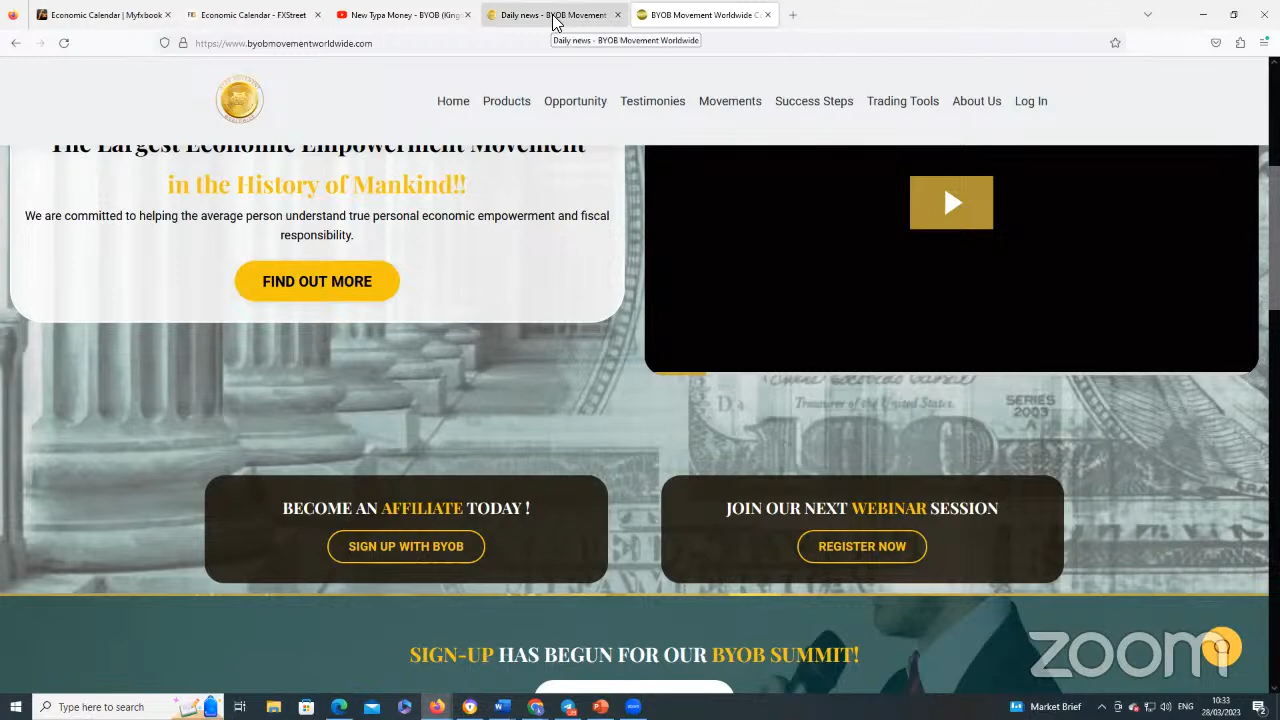 Economic Calendar | Myfxbook
Economic Calendar - FXStreet
New Tupa Money - BYOB (King
Daily news - BYOB Movement
BYOB Movement Worldwide C
https://www.byobmovementworldwide.com
Daily news - BYOB Movement Worldwide
Home Products Opportunity Testimonies Movements Success Steps Trading Tools About Us Log In
The Largest Economic Empowerment Movement
in the History of Mankind!!
We are committed to helping the average person understand true personal economic empowerment and fiscal
responsibility.
FIND OUT MORE
Treasurer of the United States.
SERIES
2003
A
BECOME AN AFFILIATE TODAY !
SIGN UP WITH BYOB
JOIN OUR NEXT WEBINAR SESSION
REGISTER NOW
SIGN-UP HAS BEGUN FOR OUR BYOB SUMMIT!
zoom
Type here to search
Market Brief
ENG
10:33
28/03/2023